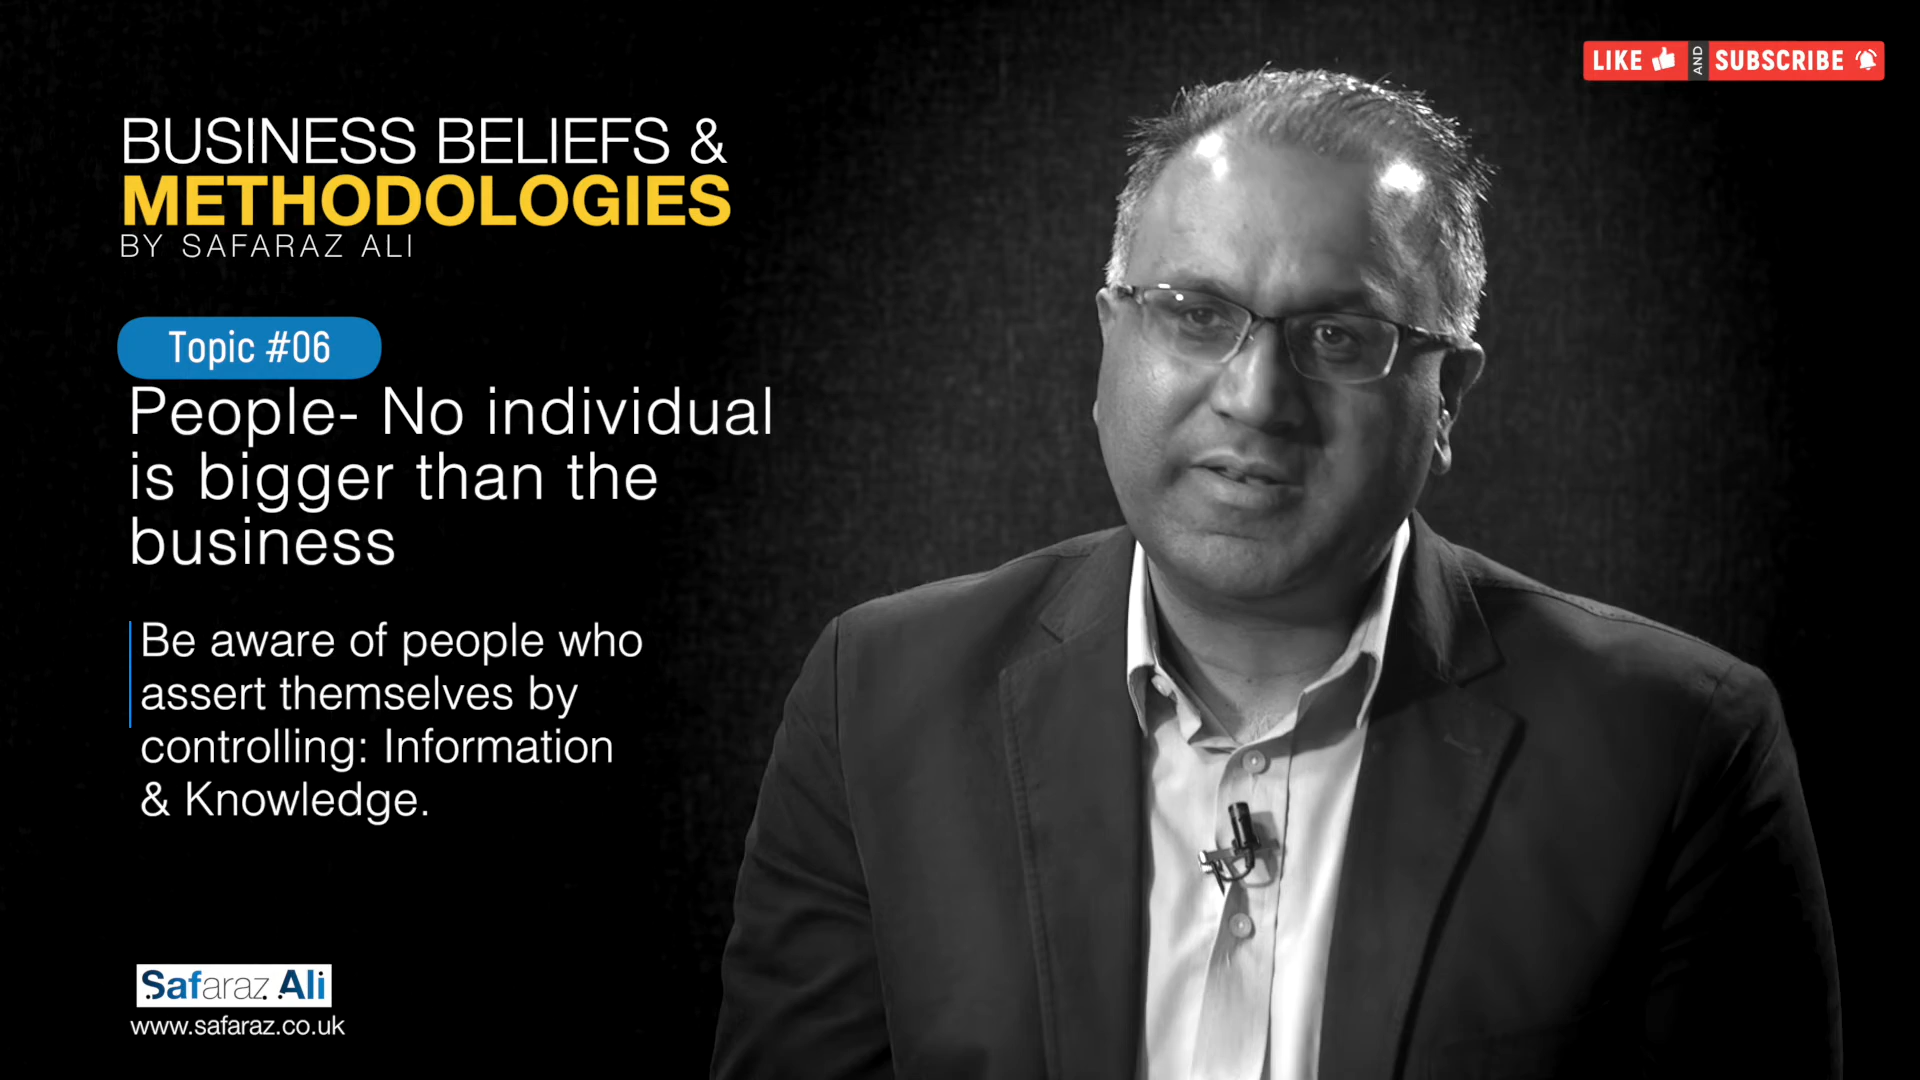 LIKE AND SUBSCRIBE
BUSINESS BELIEFS &
METHODOLOGIES
BY SAFARAZ ALI
Topic #06
People- No individual
is bigger than the
business
Be aware of people who
assert themselves by
controlling: Information
& Knowledge.
Safaraz Ali
www.safaraz.co.uk